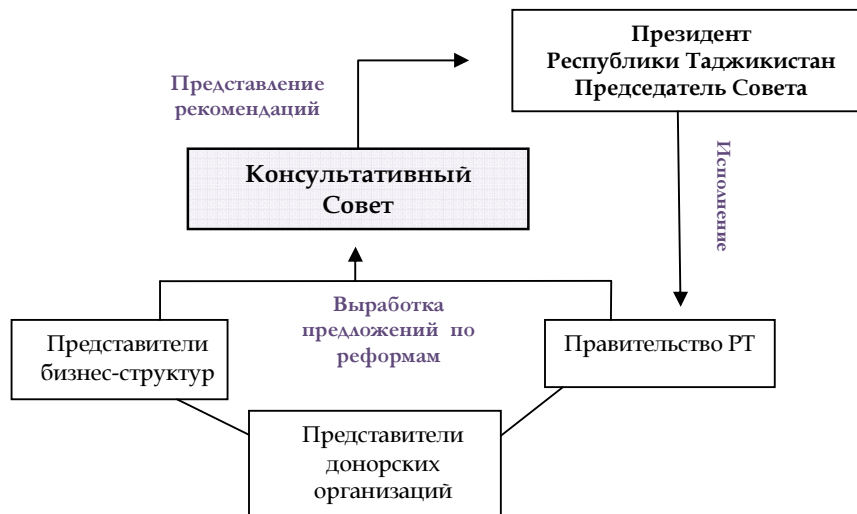 Президент
Республики Таджикистан
Председатель Совета
Представление
рекомендаций
Исполнение
Консультативный
Совет
Выработка
предложений по
реформам
Представители
бизнес-структур
Правительство РТ
Представители
донорских
организаций